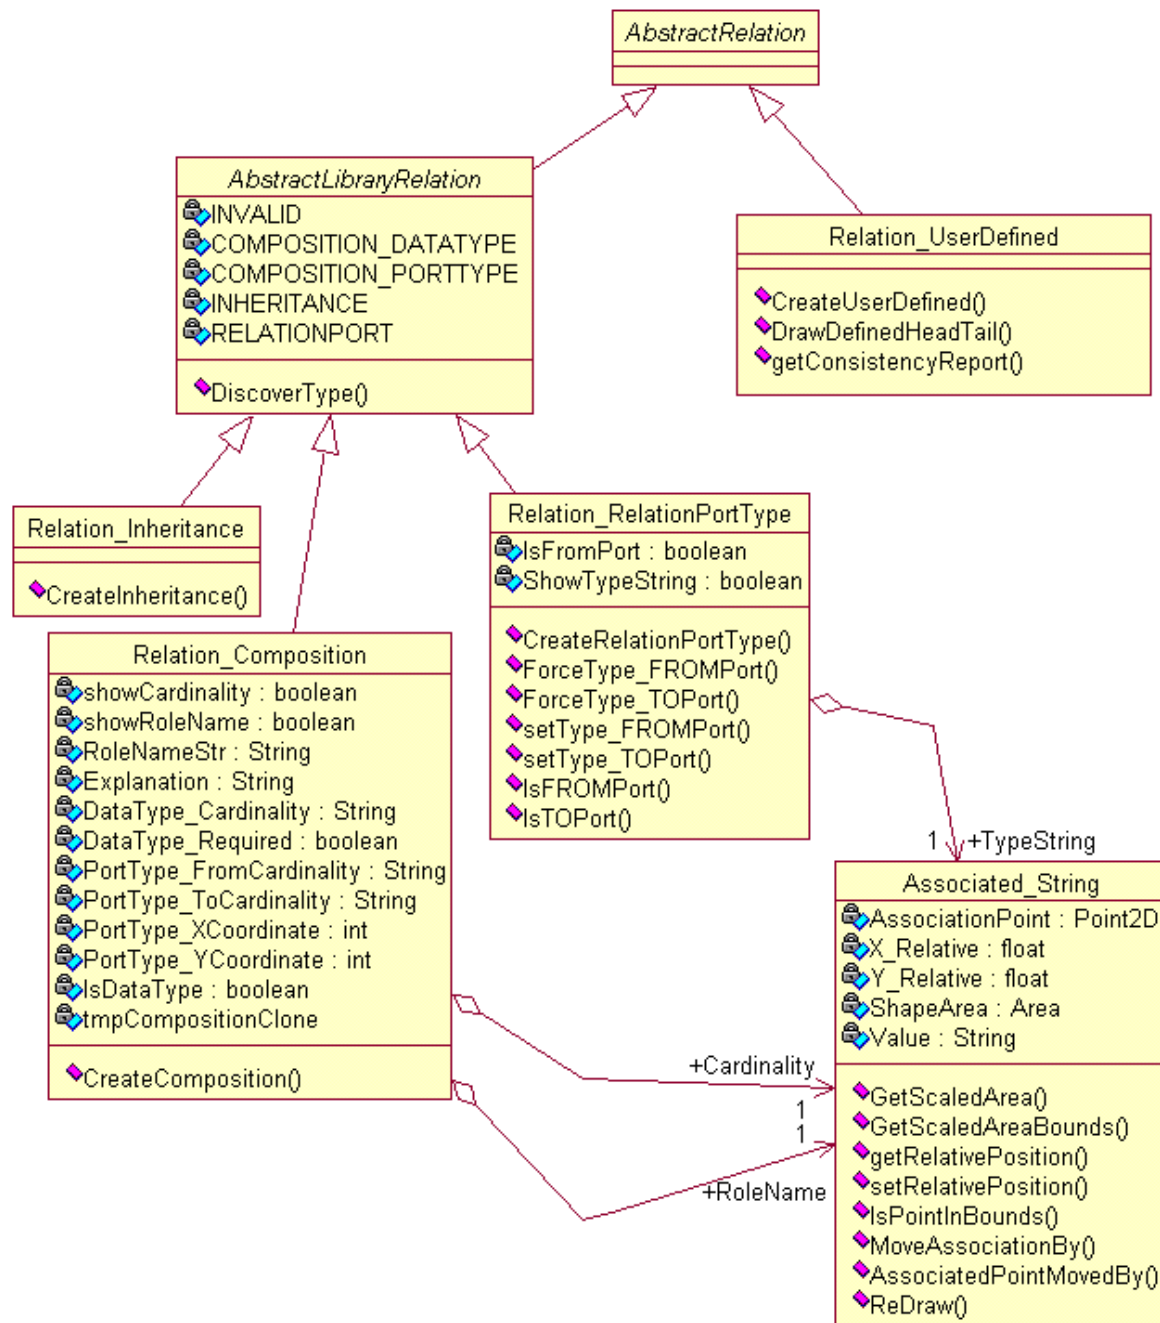 AbstractRelation
AbstractLibraryRelation
INVALID
COMPOSITION_DATATYPE
COMPOSITION_PORTTYPE
INHERITANCE
RELATIONPORT
DiscoverType()
Relation_UserDefined
CreateUserDefined()
DrawDefinedHeadTail()
getConsistencyReport()
Relation_Inheritance
CreateInheritance()
Relation_RelationPortType
IsFromPort : boolean
ShowTypeString : boolean
CreateRelationPortType()
ForceType_FROMPort()
ForceType_TOPort()
setType_FROMPort()
setType_TOPort()
IsFROMPort()
IsTOPort()
Relation_Composition
showCardinality : boolean
showRoleName : boolean
RoleNameStr : String
Explanation : String
DataType_Cardinality : String
DataType_Required : boolean
PortType_FromCardinality : String
PortType_ToCardinality : String
PortType_XCoordinate : int
PortType_YCoordinate : int
IsDataType : boolean
tmpCompositionClone
CreateComposition()
1 +TypeString
+Cardinality
1
1
+RoleName
Associated_String
AssociationPoint : Point2D
X_Relative : float
Y_Relative : float
ShapeArea : Area
Value : String
GetScaledArea()
GetScaledAreaBounds()
getRelativePosition()
setRelativePosition()
IsPointInBounds()
MoveAssociationBy()
AssociatedPointMovedBy()
ReDraw()